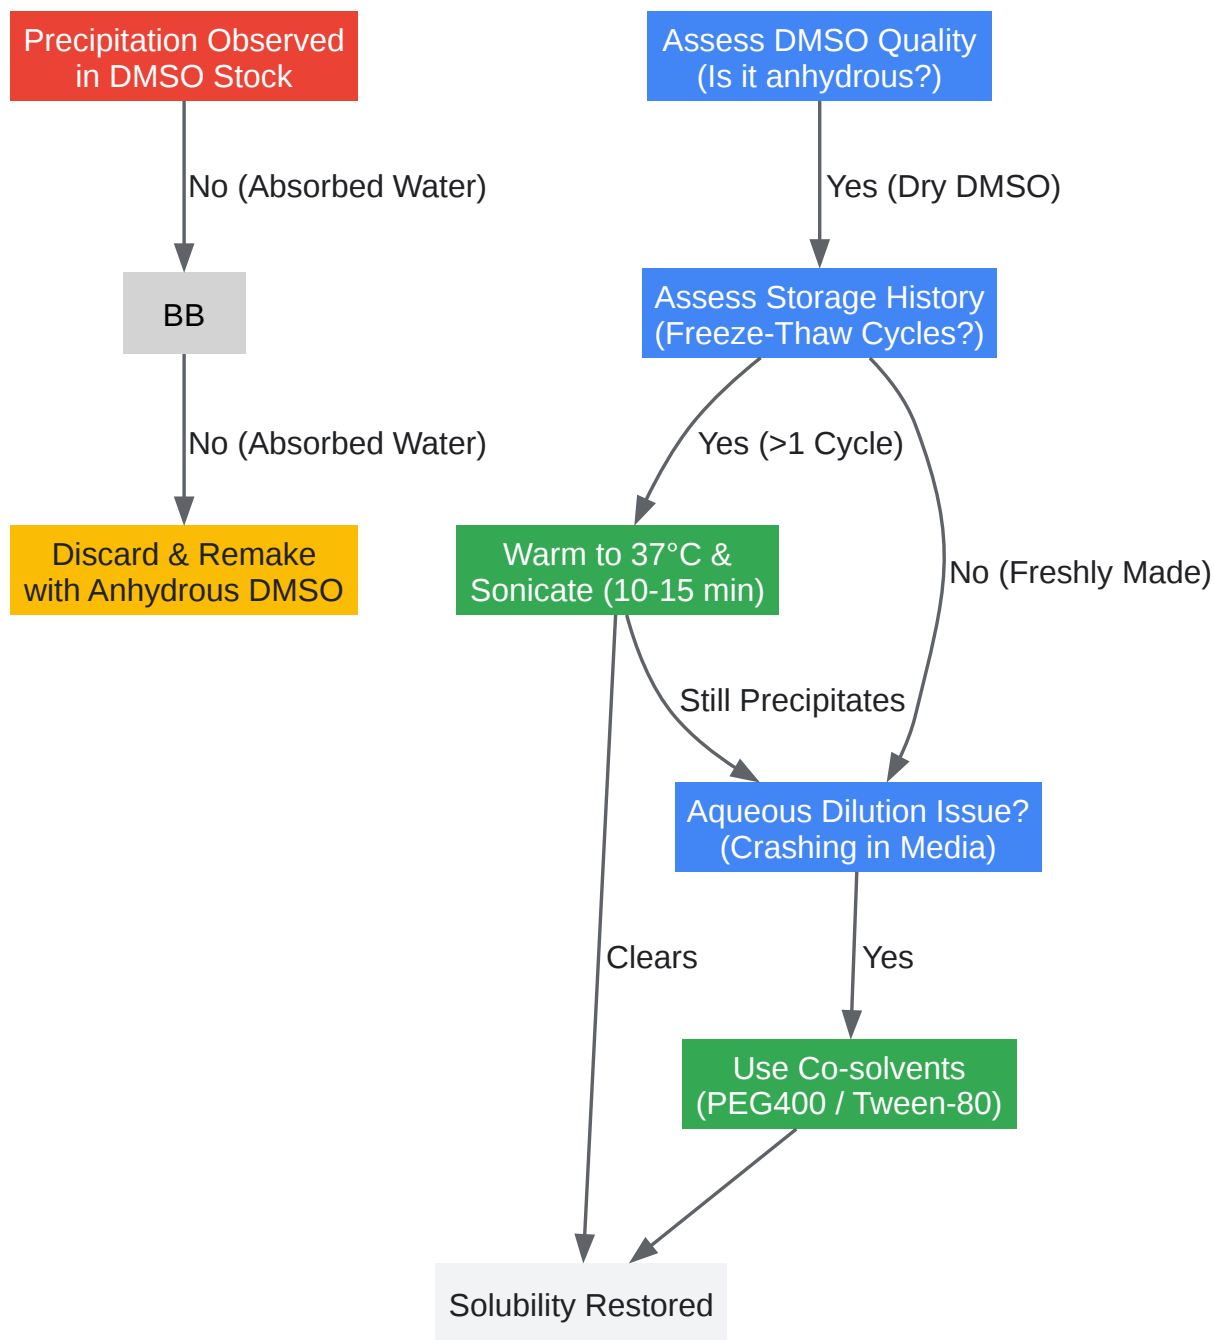 Precipitation Observed
in DMSO Stock
Assess DMSO Quality
(Is it anhydrous?)
No (Absorbed Water)
Yes (Dry DMSO)
BB
Assess Storage History
(Freeze-Thaw Cycles?)
No (Absorbed Water)
Yes (>1 Cycle)
Discard & Remake
with Anhydrous DMSO
Warm to 37°C &
Sonicate (10-15 min)
No (Freshly Made)
Still Precipitates
Aqueous Dilution Issue?
(Crashing in Media)
Clears
Yes
Use Co-solvents
(PEG400 / Tween-80)
Solubility Restored